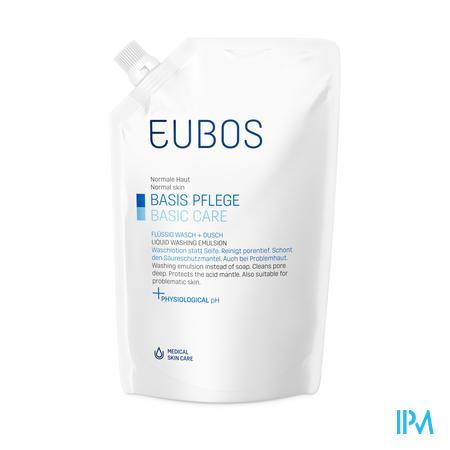 EUBOS
Normale Haut
Normal skin
BASIS PFLEGE
BASIC CARE
FLÜSSIG WASCH + DUSCH
LIQUID WASHING EMULSION
Waschlotion statt Seife. Reinigt porentief. Schont
den Säureschutzmantel. Auch bei Problemhaut.
Washing emulsion instead of soap. Cleans pore
deep. Protects the acid mantle. Also suitable for
problematic skin.
+PHYSIOLOGICAL pH
MEDICAL
SKIN CARE
IPM